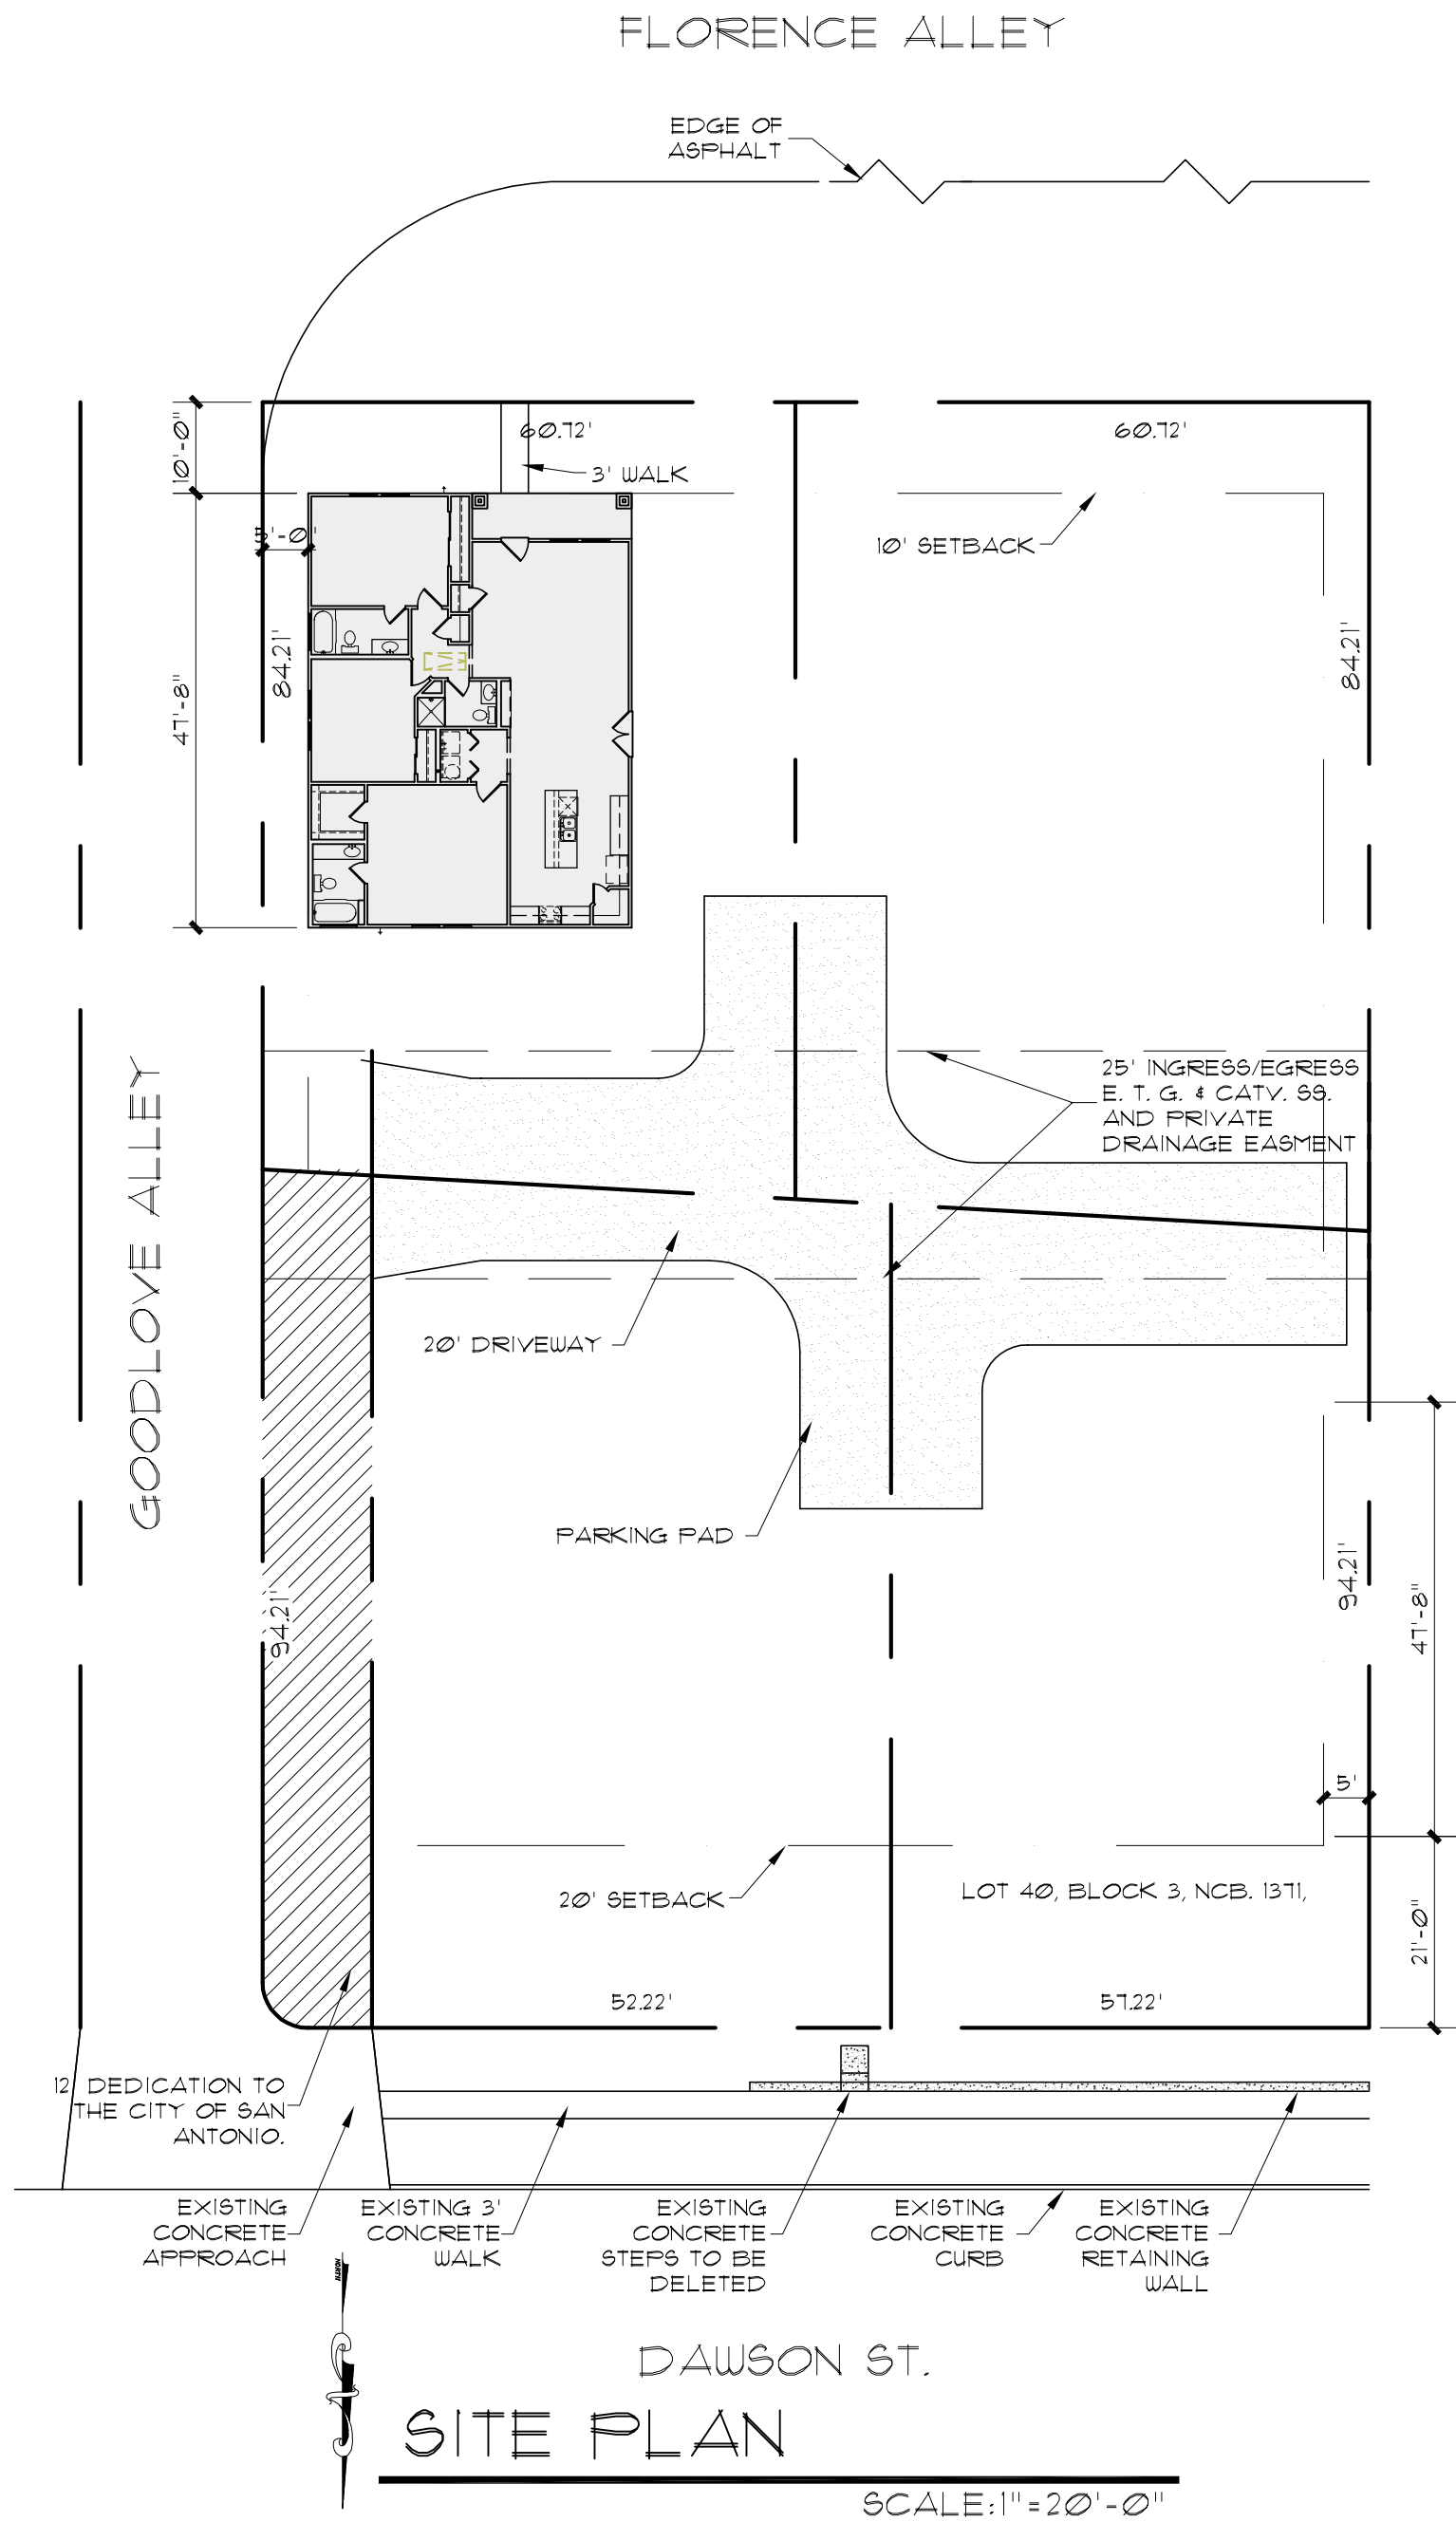 FLORENCE ALLEY
EDGE OF
ASPHALT
60.72'
60.72'
10'-0"
3' WALK
10' SETBACK
84.21'
84.21'
47'-8"
25' INGRESS/EGRESS
E. T. G. & CATV. SS.
AND PRIVATE
DRAINAGE EASMENT
GOODLOVE ALLEY
20' DRIVEWAY
PARKING PAD
94.21'
94.21'
47'-8"
5'
20' SETBACK
LOT 40, BLOCK 3, NCB. 1371,
21'-0"
52.22'
57.22'
12' DEDICATION TO
THE CITY OF SAN
ANTONIO.
EXISTING
CONCRETE
APPROACH
EXISTING 3'
CONCRETE
WALK
EXISTING
CONCRETE
STEPS TO BE
DELETED
EXISTING
CONCRETE
CURB
EXISTING
CONCRETE
RETAINING
WALL
NORTH
DAWSON ST.
SITE PLAN
SCALE:1"=20'-0"